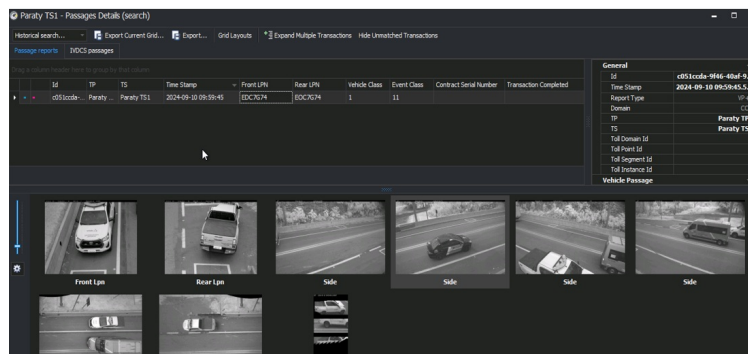 Paraty TS1 - Passages Details (search)
Historical search... Export Current Grid... Export... Grid Layouts Expand Multiple Transactions Hide Unmatched Transactions
Passage reports IVDCS passages
Drag a column header here to group by that column
Id TP TS Time Stamp Front LPN Rear LPN Vehicle Class Event Class Contract Serial Number Transaction Completed
c051ccda-... Paraty ... Paraty TS1 2024-09-10 09:59:45 EDC7G74 EOC7G74 1 11
General
Id c051ccda-9f46-40af-9.
Time Stamp 2024-09-10 09:59:45.5.
Report Type VP
Domain CC
TP Paraty TP
TS Paraty TS
Toll Domain Id
Toll Point Id
Toll Segment Id
Toll Instance Id
Vehicle Passage
Front Lpn
Rear Lpn
Side
Side
Side
Side